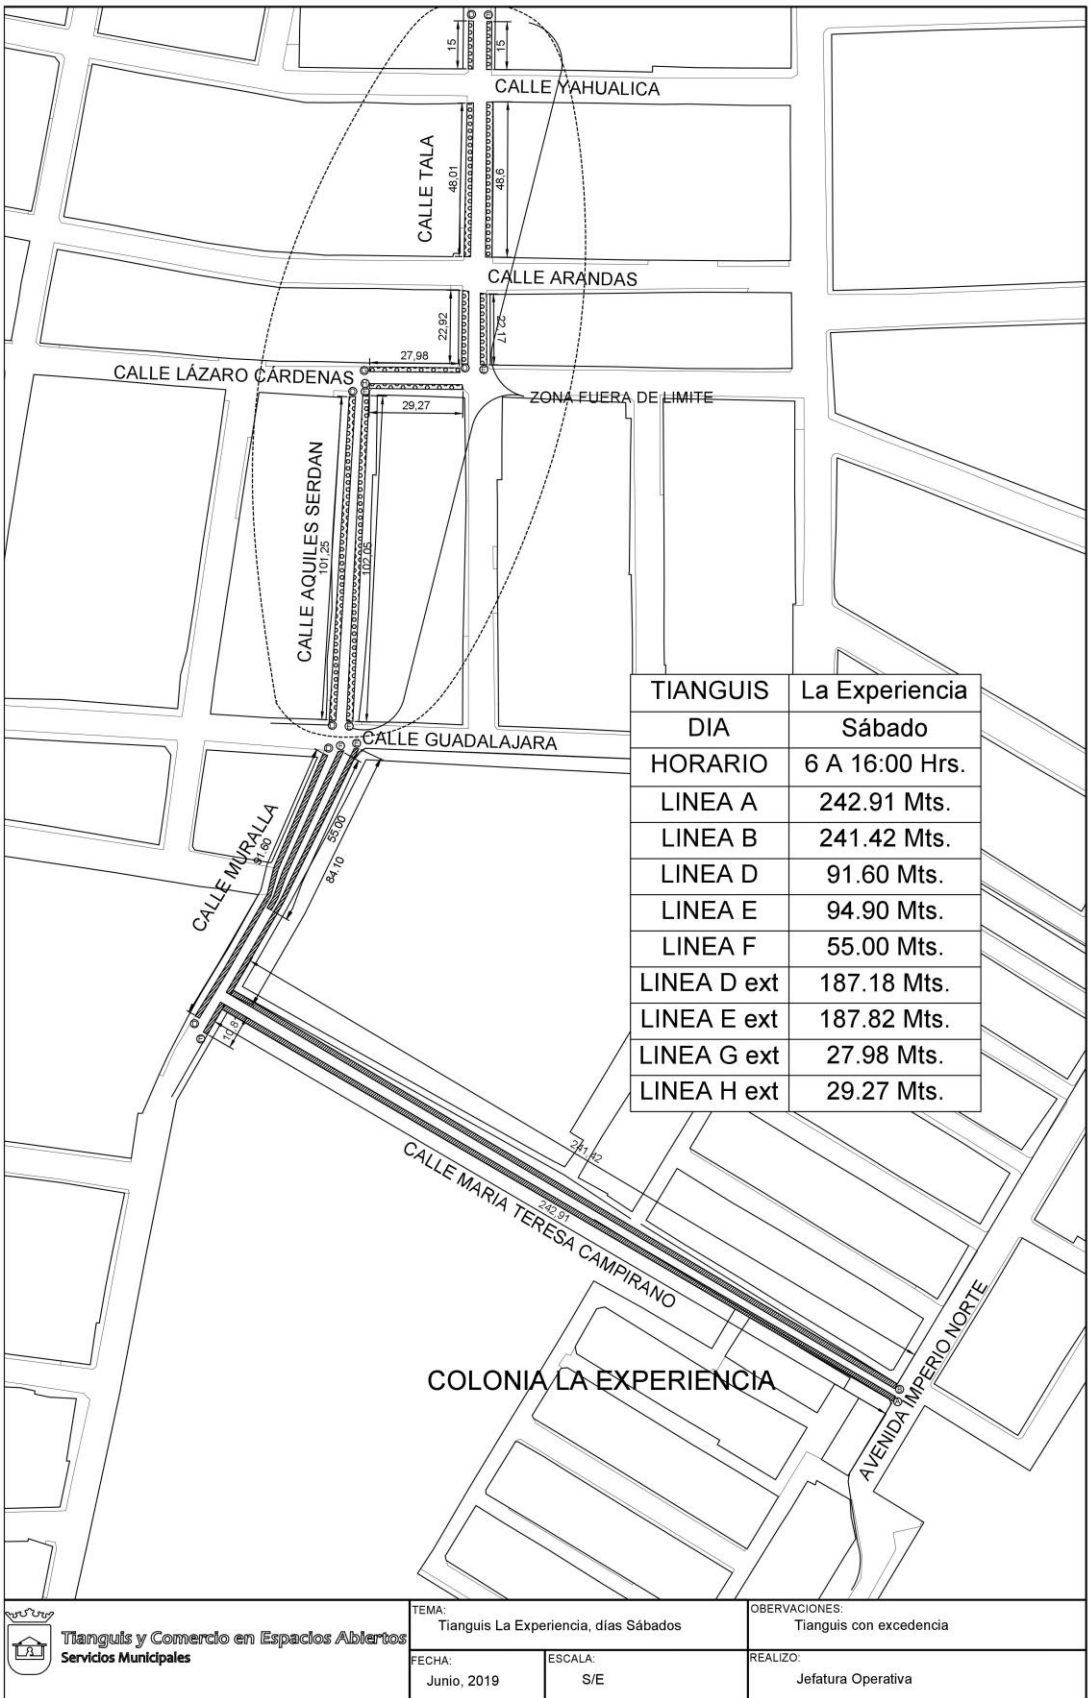 15
15
CALLE YAHUALICA
CALLE TALA
48,01
48,6
CALLE ARANDAS
22,92
22,17
27,98
CALLE LÁZARO CÁRDENAS
29,27
ZONA FUERA DE LIMITE
CALLE AQUILES SERDAN
101,25
102,05
CALLE GUADALAJARA
CALLE MURALLA
91.60
55.00
84.10
10.81
241,42
242,91
CALLE MARIA TERESA CAMPIRANO
COLONIA LA EXPERIENCIA
AVENIDA IMPERIO NORTE
TIANGUIS La Experiencia
DIA Sábado
HORARIO 6 A 16:00 Hrs.
LINEA A 242.91 Mts.
LINEA B 241.42 Mts.
LINEA D 91.60 Mts.
LINEA E 94.90 Mts.
LINEA F 55.00 Mts.
LINEA D ext 187.18 Mts.
LINEA E ext 187.82 Mts.
LINEA G ext 27.98 Mts.
LINEA H ext 29.27 Mts.
Tianguis y Comercio en Espacios Abiertos
Servicios Municipales
TEMA:
Tianguis La Experiencia, días Sábados
OBERVACIONES:
Tianguis con excedencia
FECHA:
Junio, 2019
ESCALA:
S/E
REALIZO:
Jefatura Operativa